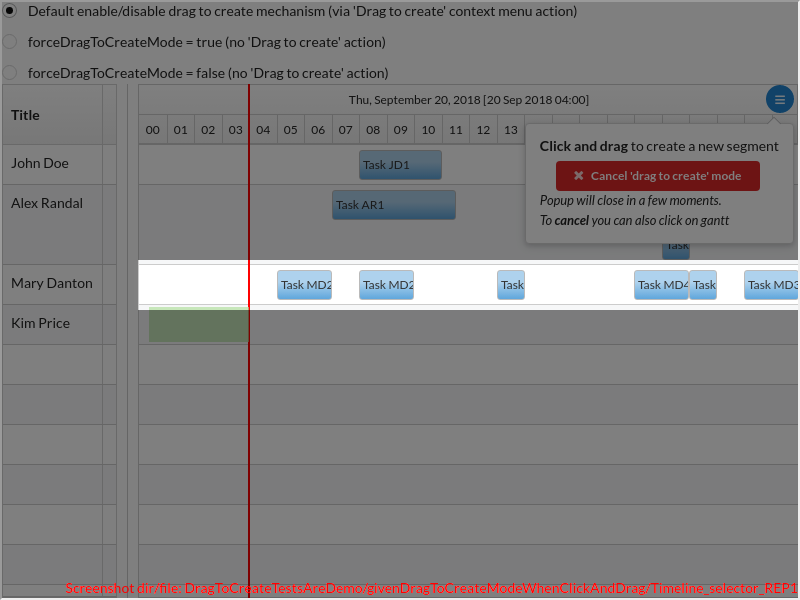 Default enable/disable drag to create mechanism (via 'Drag to create' context menu action)
forceDragToCreateMode = true (no 'Drag to create' action)
forceDragToCreateMode = false (no 'Drag to create' action)
Title
Thu, September 20, 2018 [20 Sep 2018 04:00]
00 01 02 03 04 05 06 07 08 09 10 11 12 13
Click and drag to create a new segment
✖ Cancel 'drag to create' mode
Popup will close in a few moments.
To cancel you can also click on gantt
John Doe
Task JD1
Alex Randal
Task AR1
Task
Mary Danton
Task MD2
Task MD2
Task
Task MD4
Task
Task MD3
Kim Price
Screenshot dir/file: DragToCreateTestsAreDemo/givenDragToCreateModeWhenClickAndDrag/Timeline_selector_REP1